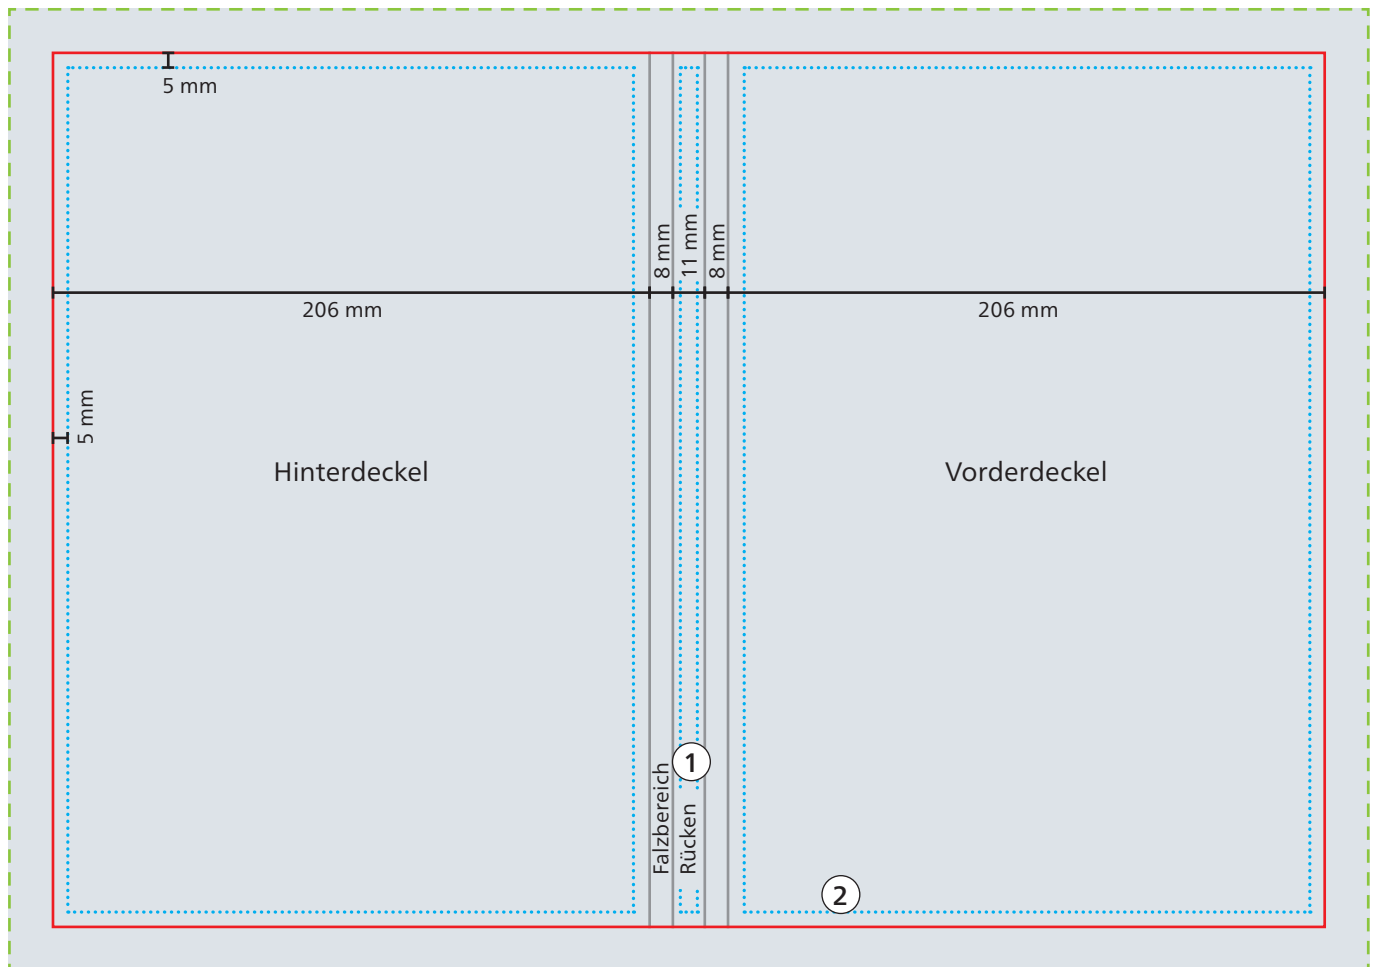 5 mm
8 mm
11 mm
8 mm
206 mm
206 mm
5 mm
Hinterdeckel
Vorderdeckel
1
Falzbereich
Rücken
2